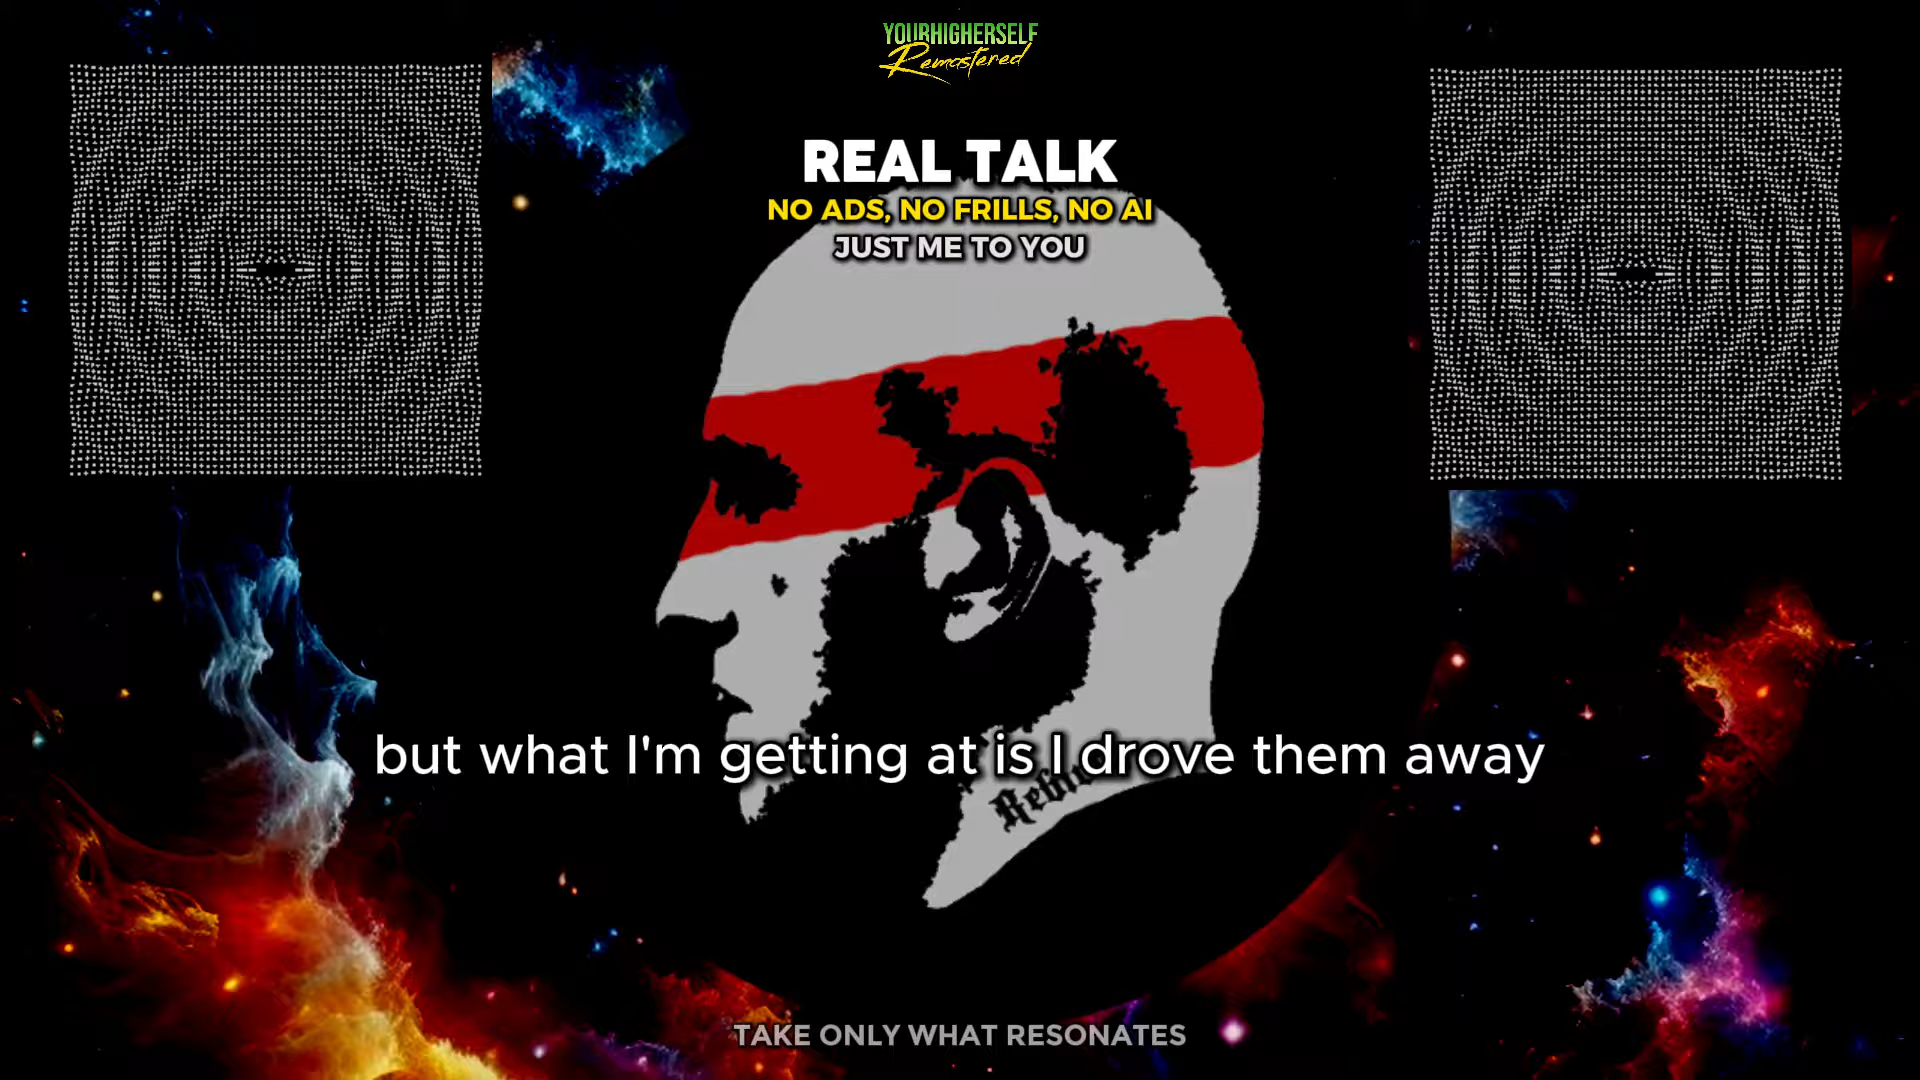 YOURHIGHERSELF
Remastered
REAL TALK
NO ADS, NO FRILLS, NO AI
JUST ME TO YOU
but what I'm getting at is I drove them away
TAKE ONLY WHAT RESONATES